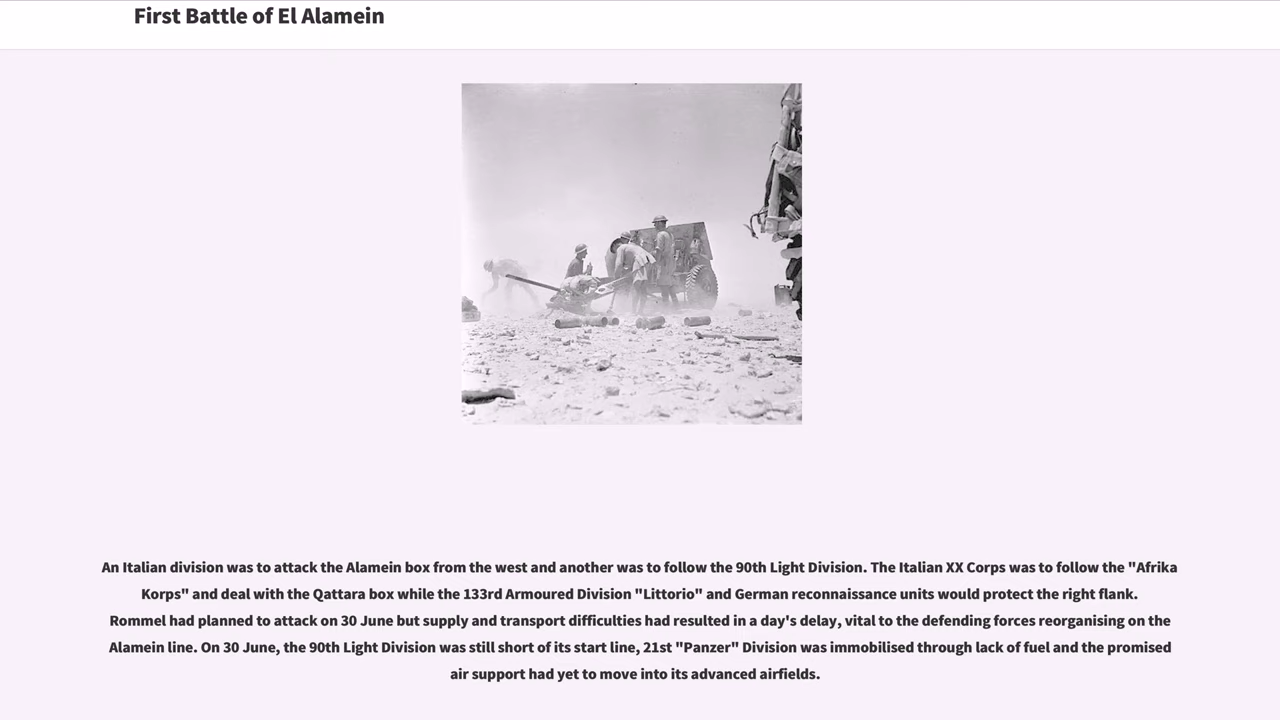 First Battle of El Alamein
An Italian division was to attack the Alamein box from the west and another was to follow the 90th Light Division. The Italian XX Corps was to follow the "Afrika
Korps" and deal with the Qattara box while the 133rd Armoured Division "Littorio" and German reconnaissance units would protect the right flank.
Rommel had planned to attack on 30 June but supply and transport difficulties had resulted in a day's delay, vital to the defending forces reorganising on the
Alamein line. On 30 June, the 90th Light Division was still short of its start line, 21st "Panzer" Division was immobilised through lack of fuel and the promised
air support had yet to move into its advanced airfields.